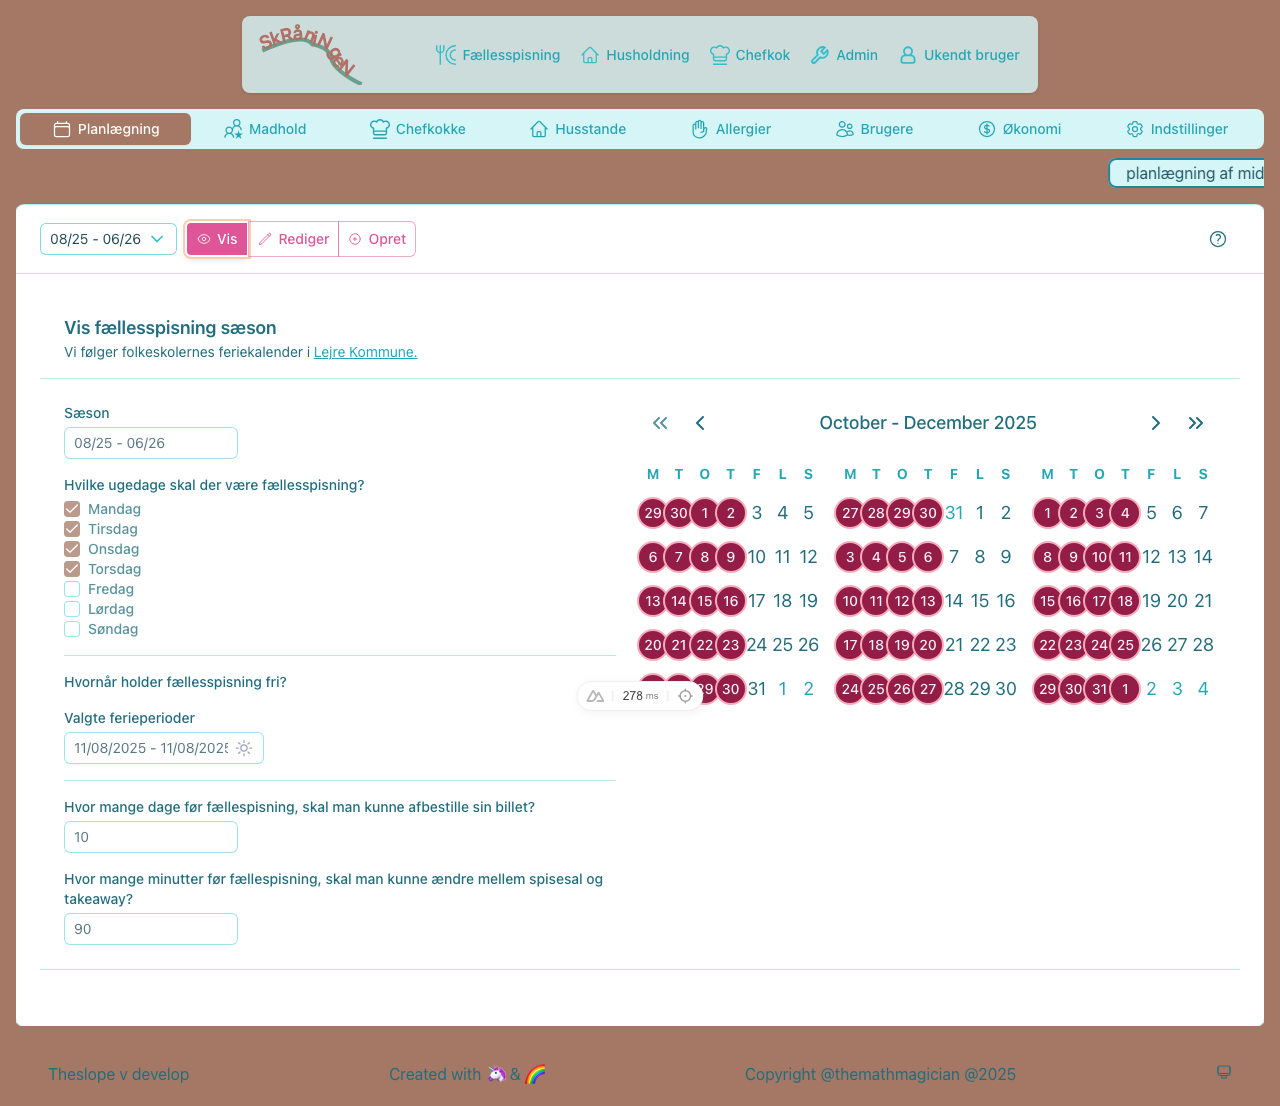 SkRåniNgeN
Fællesspisning Husholdning Chefkok Admin Ukendt bruger
Planlægning Madhold Chefkokke Husstande Allergier Brugere Økonomi Indstillinger
planlægning af mid
08/25 - 06/26 Vis Rediger Opret
Vis fællesspisning sæson
Vi følger folkeskolernes feriekalender i Lejre Kommune.
Sæson
08/25 - 06/26
Hvilke ugedage skal der være fællesspisning?
Mandag
Tirsdag
Onsdag
Torsdag
Fredag
Lørdag
Søndag
Hvornår holder fællesspisning fri?
Valgte ferieperioder
11/08/2025 - 11/08/2025
Hvor mange dage før fællespisning, skal man kunne afbestille sin billet?
10
Hvor mange minutter før fællespisning, skal man kunne ændre mellem spisesal og
takeaway?
90
October - December 2025
M T O T F L S M T O T F L S M T O T F L S
29 30 1 2 3 4 5 27 28 29 30 31 1 2 1 2 3 4 5 6 7
6 7 8 9 10 11 12 3 4 5 6 7 8 9 8 9 10 11 12 13 14
13 14 15 16 17 18 19 10 11 12 13 14 15 16 15 16 17 18 19 20 21
20 21 22 23 24 25 26 17 18 19 20 21 22 23 22 23 24 25 26 27 28
29 30 31 1 2 24 25 26 27 28 29 30 29 30 31 1 2 3 4
278 ms
Theslope v develop Created with 🦄 & 🌈 Copyright @themathmagician @2025